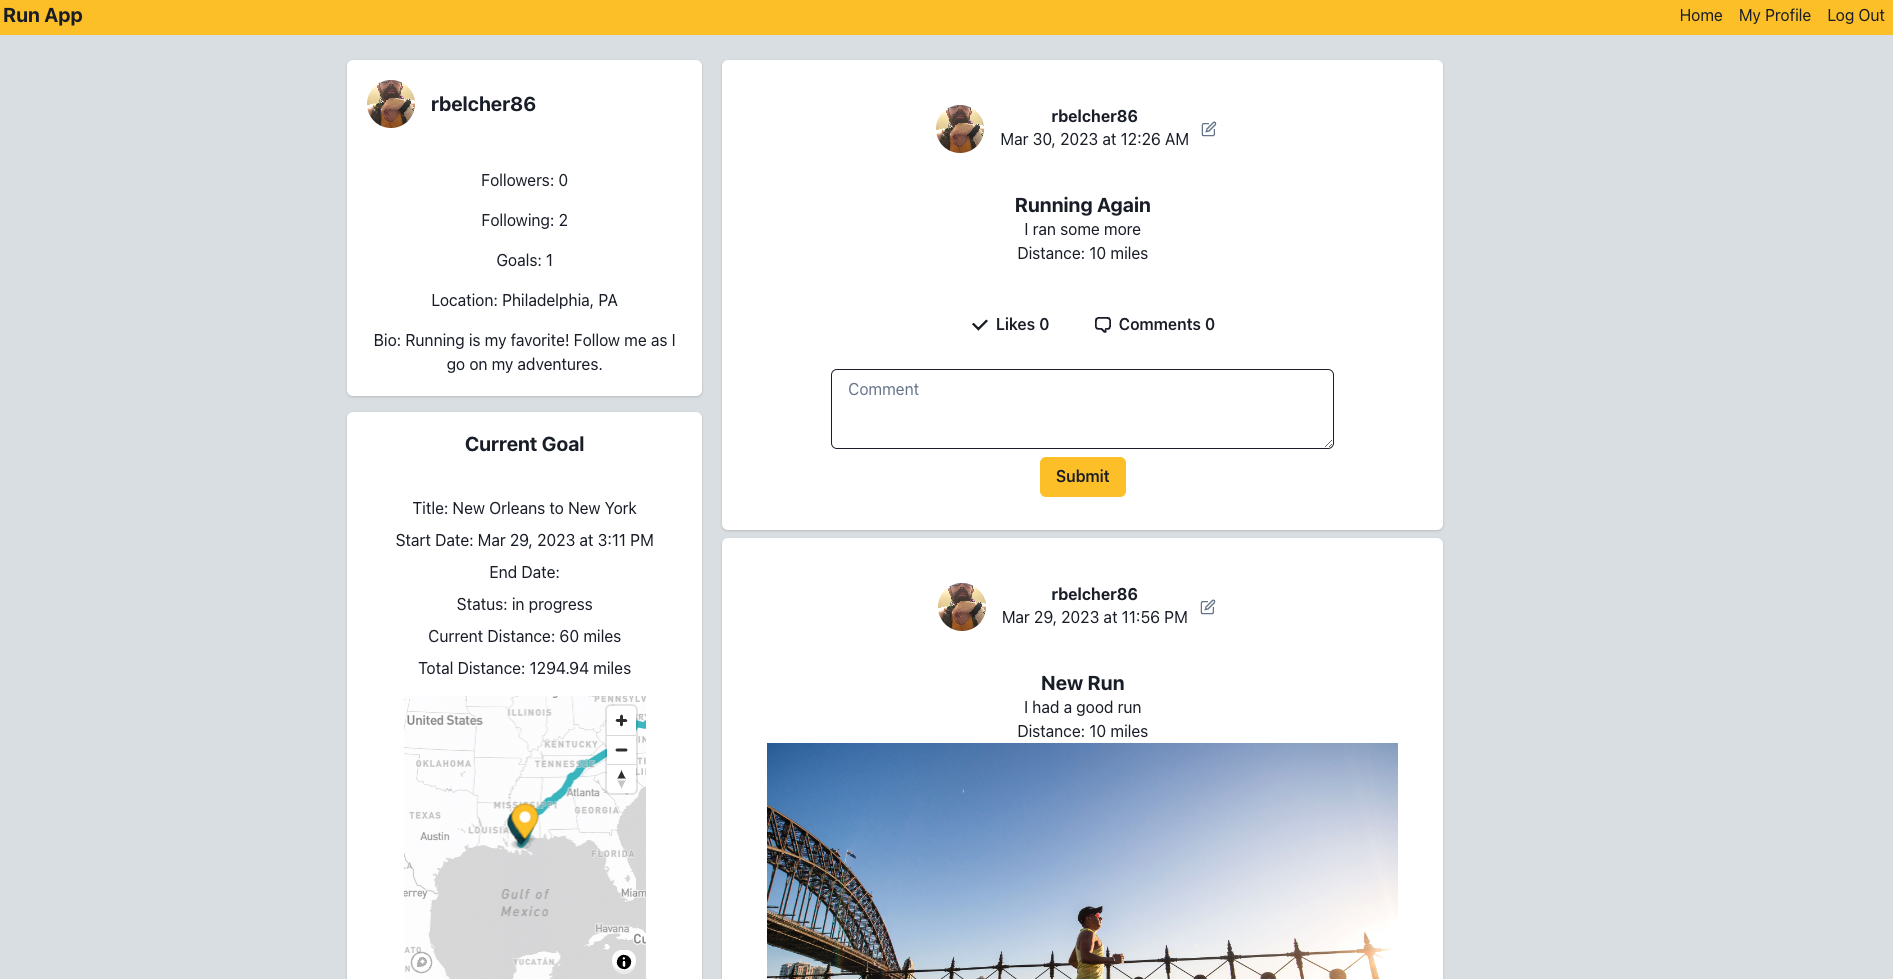 Run App
Home
My Profile
Log Out
rbelcher86
Followers: 0
Following: 2
Goals: 1
Location: Philadelphia, PA
Bio: Running is my favorite! Follow me as I
go on my adventures.
Current Goal
Title: New Orleans to New York
Start Date: Mar 29, 2023 at 3:11 PM
End Date:
Status: in progress
Current Distance: 60 miles
Total Distance: 1294.94 miles
PENNSYLV
United States
ILLINOIS
KENTUCKY
OKLAHOMA
TENNESSE
Atlanta
MISSISSIPPI
GEORGIA
TEXAS
Austin
LOUISIA
FLORIDA
errey
Gulf of
Mexico
Miam
Havana
Cu
YUCATÁN
rbelcher86
Mar 30, 2023 at 12:26 AM
Running Again
I ran some more
Distance: 10 miles
Likes 0
Comments 0
Comment
Submit
rbelcher86
Mar 29, 2023 at 11:56 PM
New Run
I had a good run
Distance: 10 miles